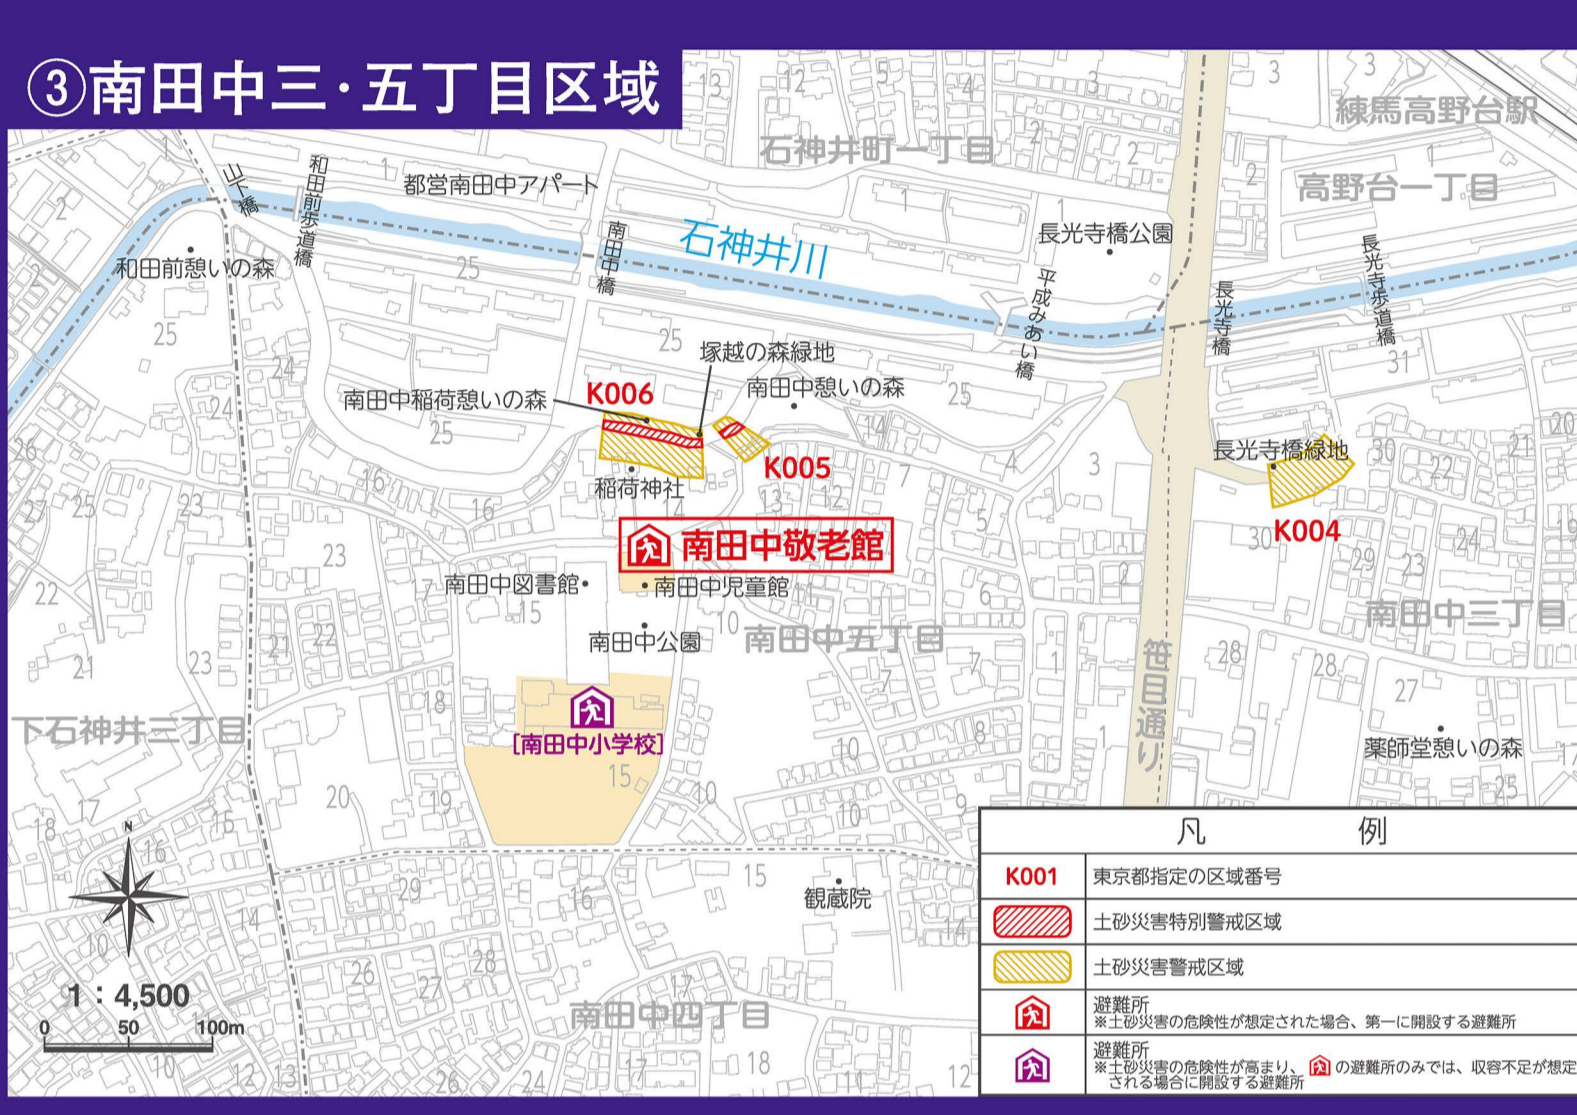 ③南田中三・五丁目区域
石神井町一丁目
練馬高野台駅
高野台一丁目
都営南田中アパート
山下橋
和田前歩道橋
南田中橋
石神井川
長光寺橋公園
平成みあい橋
長光寺橋
長光寺歩道橋
和田前憩いの森
塚越の森緑地
南田中憩いの森
南田中稲荷憩いの森
K006
K005
稲荷神社
長光寺橋緑地
K004
南田中敬老館
南田中図書館
南田中児童館
南田中公園
南田中五丁目
南田中三丁目
笹目通り
[南田中小学校]
下石神井三丁目
薬師堂憩いの森
観蔵院
南田中四丁目
N
1：4,500
0 50 100m
凡例
K001 東京都指定の区域番号
土砂災害特別警戒区域
土砂災害警戒区域
避難所
※土砂災害の危険性が想定された場合、第一に開設する避難所
避難所
※土砂災害の危険性が高まり、の避難所のみでは、収容不足が想定
される場合に開設する避難所